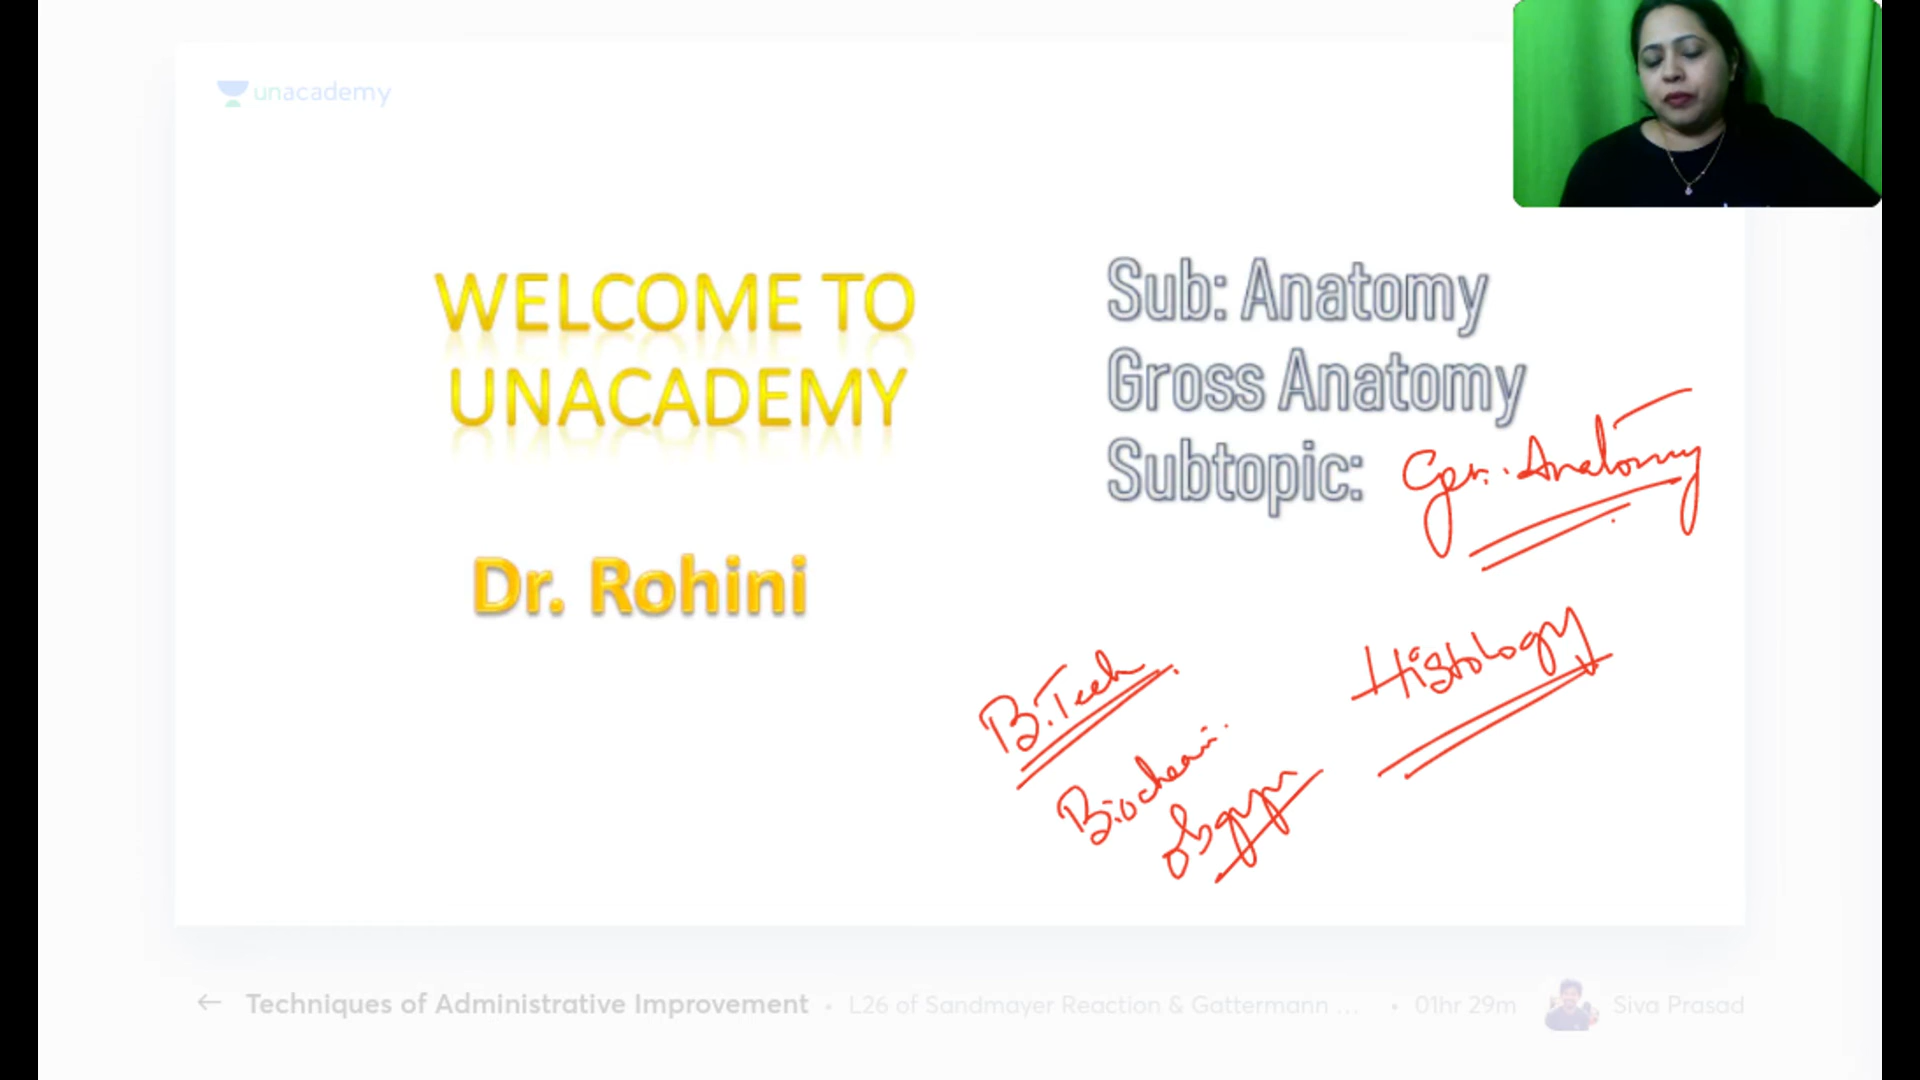 unacademy
WELCOME TO
UNACADEMY
Dr. Rohini
Sub: Anatomy
Gross Anatomy
Subtopic: Gen. Anatomy
Histology
B.Tech
Biochem.
Obgyn
Techniques of Administrative Improvement • L26 of Sandmayer Reaction & Gattermann ... • 01hr 29m Siva Prasad